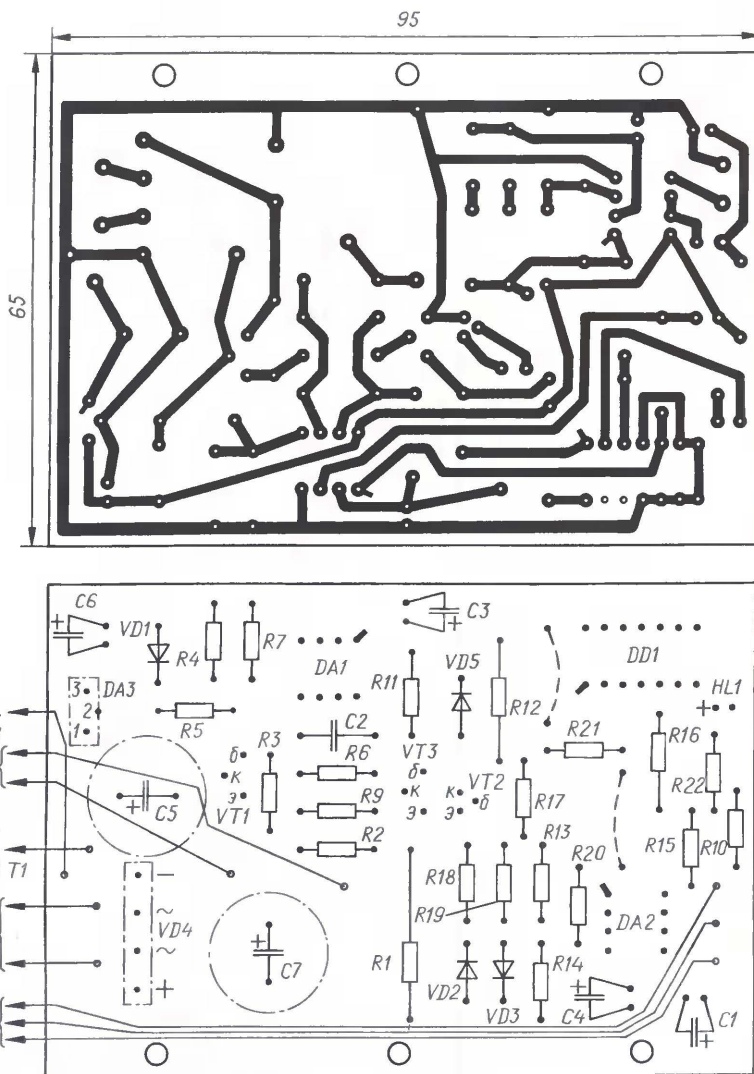 95
65
C6
VD1
R4
R7
DA1
C3
VD5
R11
R12
DD1
HL1
+
3 DA3
2
1
R5
C2
R3
R6
VT3
R21
R16
б
к
э
VT1
C5
+
R9
R2
б
к
э
к
э
б
VT2
R17
R22
R13
R15
R10
T1
R18
R19
R20
−
~
VD4
~
+
C7
+
R1
VD2
VD3
R14
DA2
C4
+
C1
+